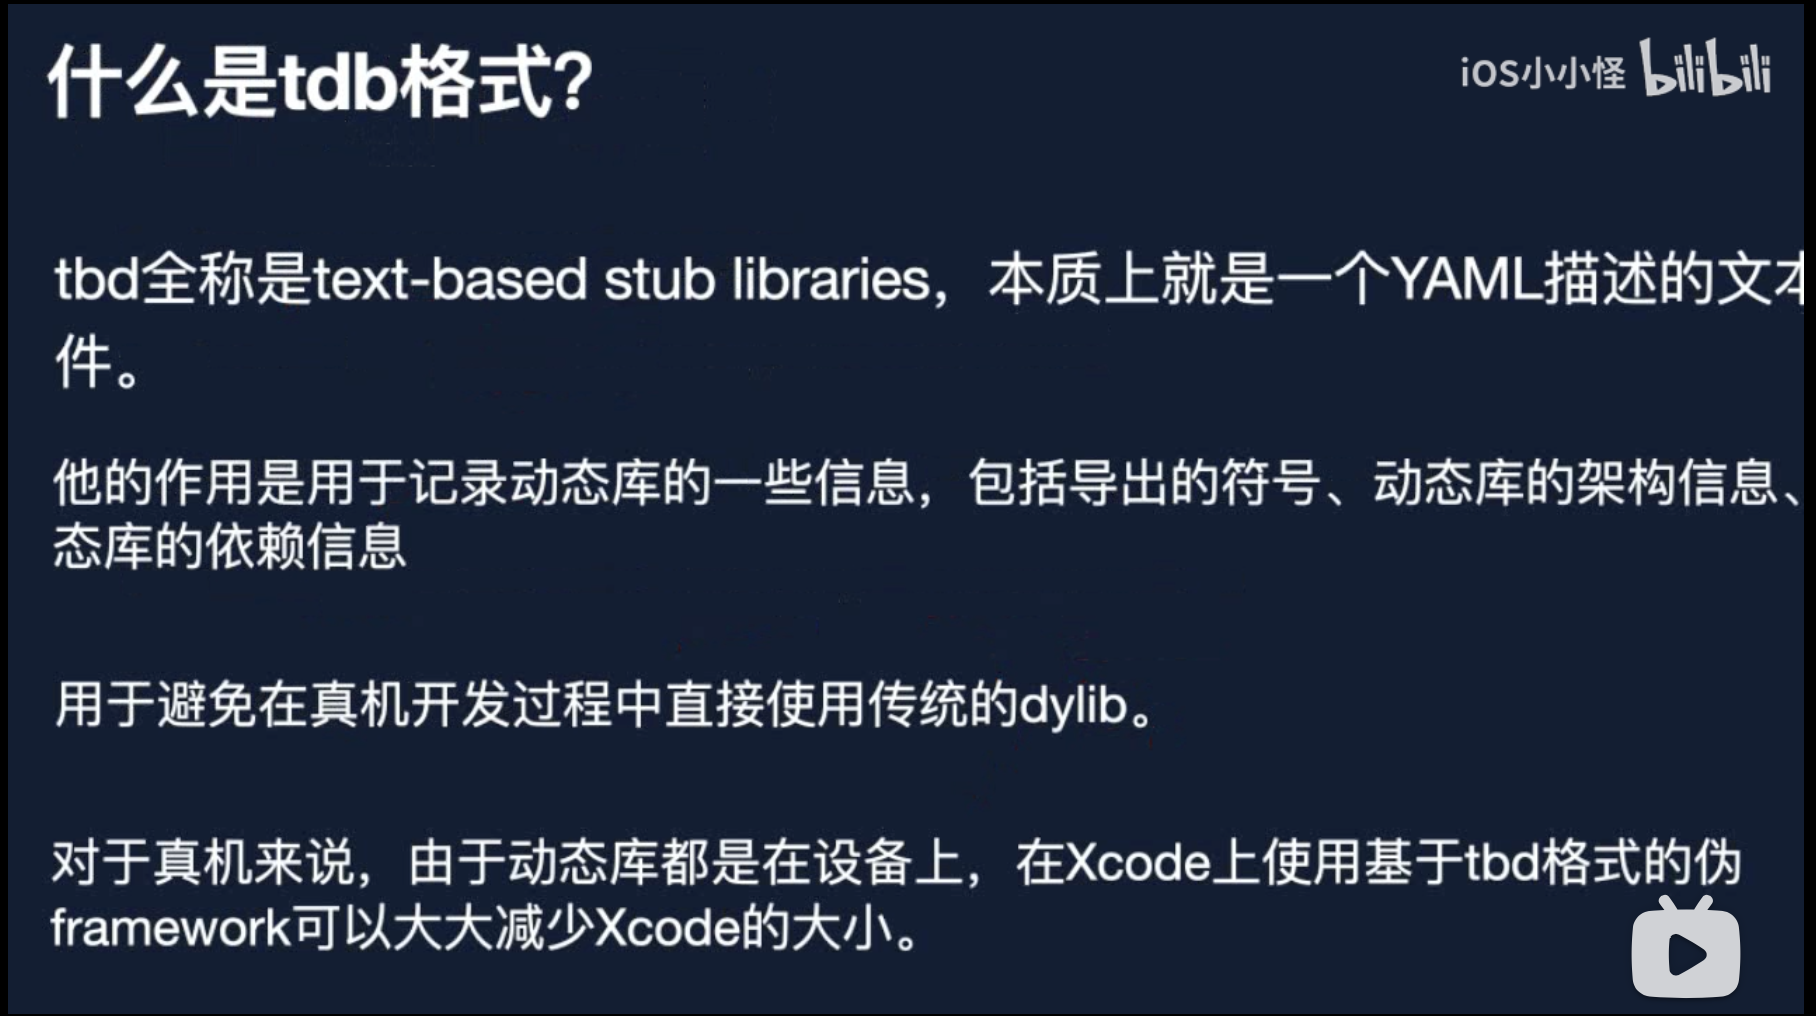 什么是tdb格式？
iOS小小怪 bilibili
tbd全称是text-based stub libraries，本质上就是一个YAML描述的文本
件。
他的作用是用于记录动态库的一些信息，包括导出的符号、动态库的架构信息、
态库的依赖信息
用于避免在真机开发过程中直接使用传统的dylib。
对于真机来说，由于动态库都是在设备上，在Xcode上使用基于tbd格式的伪
framework可以大大减少Xcode的大小。